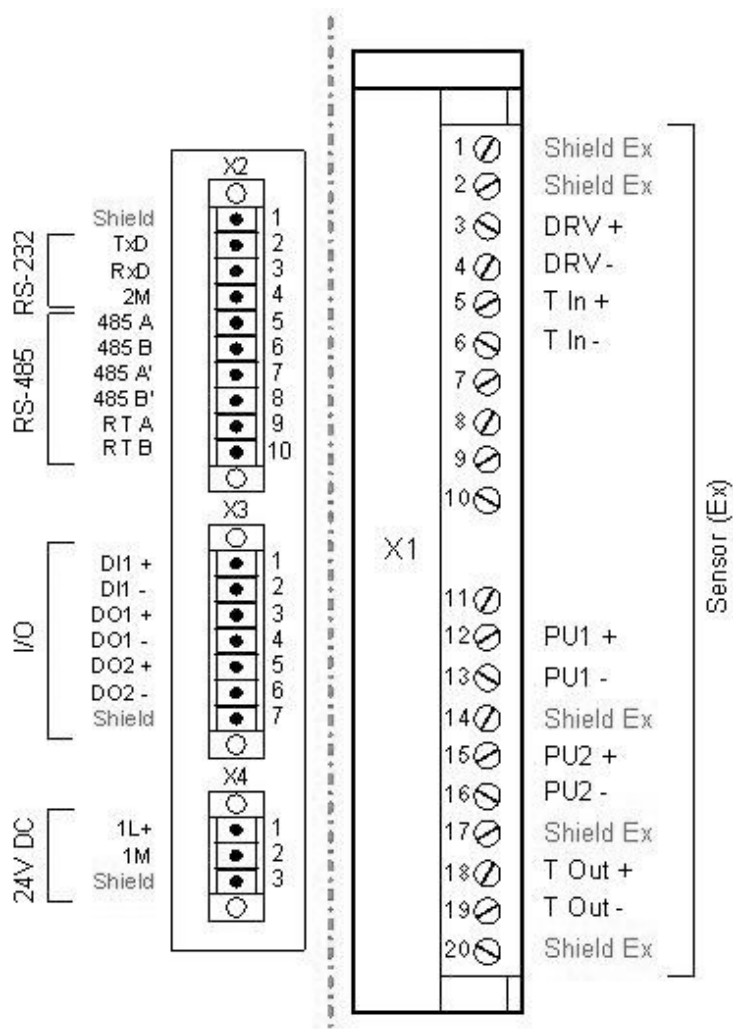 X2
Shield 1
TxD 2
RxD 3
2M 4
485 A 5
485 B 6
485 A' 7
485 B' 8
RTA 9
RTB 10
RS-232
RS-485
X3
DI1 + 1
DI1 - 2
DO1 + 3
DO1 - 4
DO2 + 5
DO2 - 6
Shield 7
I/O
X4
1L+ 1
1M 2
Shield 3
24V DC
X1
1 Shield Ex
2 Shield Ex
3 DRV +
4 DRV -
5 T In +
6 T In -
7
8
9
10
11
12 PU1 +
13 PU1 -
14 Shield Ex
15 PU2 +
16 PU2 -
17 Shield Ex
18 T Out +
19 T Out -
20 Shield Ex
Sensor (Ex)